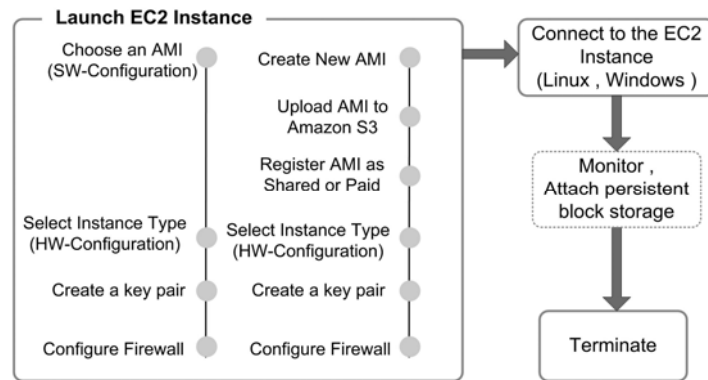 Launch EC2 Instance
Choose an AMI
(SW-Configuration)
Select Instance Type
(HW-Configuration)
Create a key pair
Configure Firewall
Create New AMI
Upload AMI to
Amazon S3
Register AMI as
Shared or Paid
Select Instance Type
(HW-Configuration)
Create a key pair
Configure Firewall
Connect to the EC2
Instance
(Linux , Windows )
Monitor ,
Attach persistent
block storage
Terminate